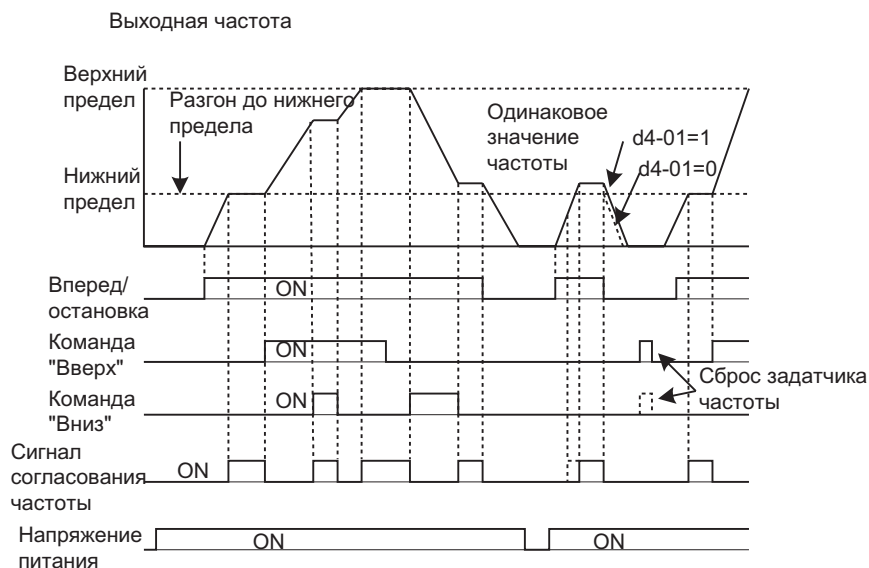 Выходная частота
Верхний
предел
Разгон до нижнего
предела
Одинаковое
значение
частоты
d4-01=1
d4-01=0
Нижний
предел
Вперед/
остановка
ON
Команда
"Вверх"
ON
Команда
"Вниз"
ON
Сброс задатчика
частоты
Сигнал
согласования
частоты
ON
Напряжение
питания
ON
ON